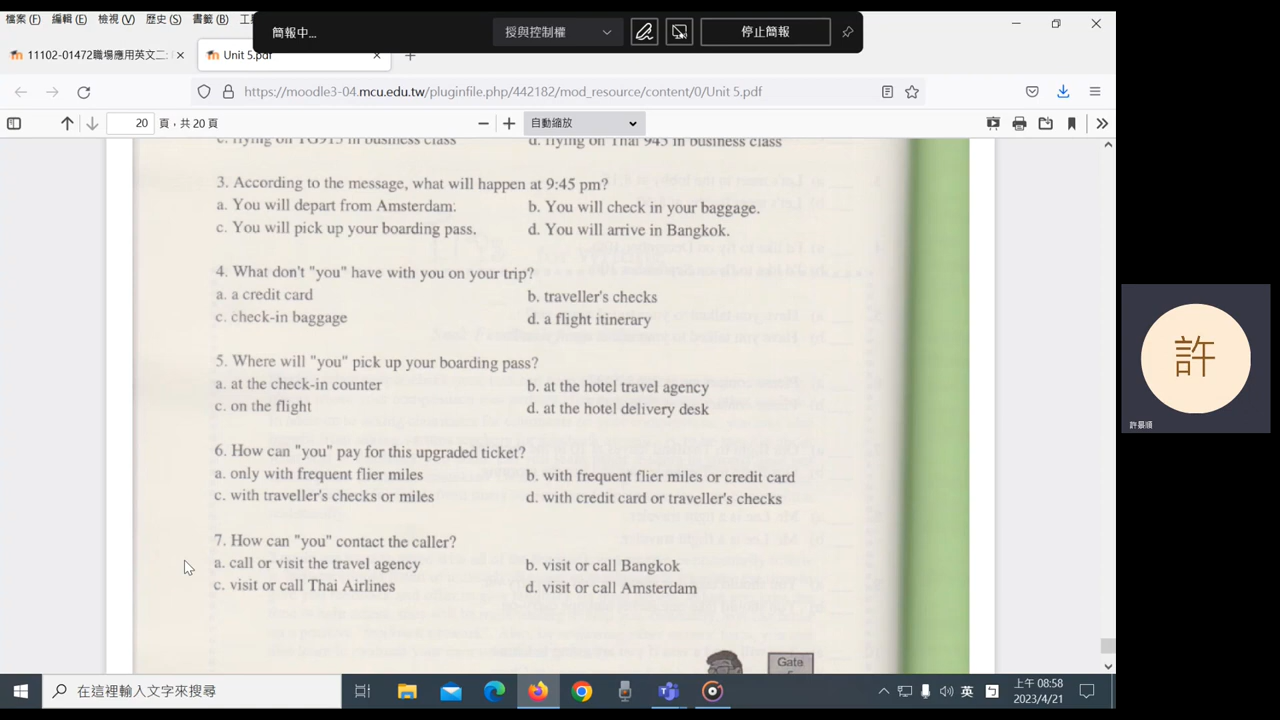 檔案 (F) 編輯 (E) 檢視 (V) 歷史 (S) 書籤 (B)
簡報中...
授與控制權
停止簡報
11102-01472職場應用英文二
Unit 5.pdf
https://moodle3-04.mcu.edu.tw/pluginfile.php/442182/mod_resource/content/0/Unit 5.pdf
20 頁，共 20 頁
自動縮放
c. flying on TG915 in business class d. flying on Thai 945 in business class
3. According to the message, what will happen at 9:45 pm?
a. You will depart from Amsterdam. b. You will check in your baggage.
c. You will pick up your boarding pass. d. You will arrive in Bangkok.
4. What don't "you" have with you on your trip?
a. a credit card b. traveller's checks
c. check-in baggage d. a flight itinerary
5. Where will "you" pick up your boarding pass?
a. at the check-in counter b. at the hotel travel agency
c. on the flight d. at the hotel delivery desk
6. How can "you" pay for this upgraded ticket?
a. only with frequent flier miles b. with frequent flier miles or credit card
c. with traveller's checks or miles d. with credit card or traveller's checks
7. How can "you" contact the caller?
a. call or visit the travel agency b. visit or call Bangkok
c. visit or call Thai Airlines d. visit or call Amsterdam
Gate
許
許景順
在這裡輸入文字來搜尋
英
上午 08:58
2023/4/21